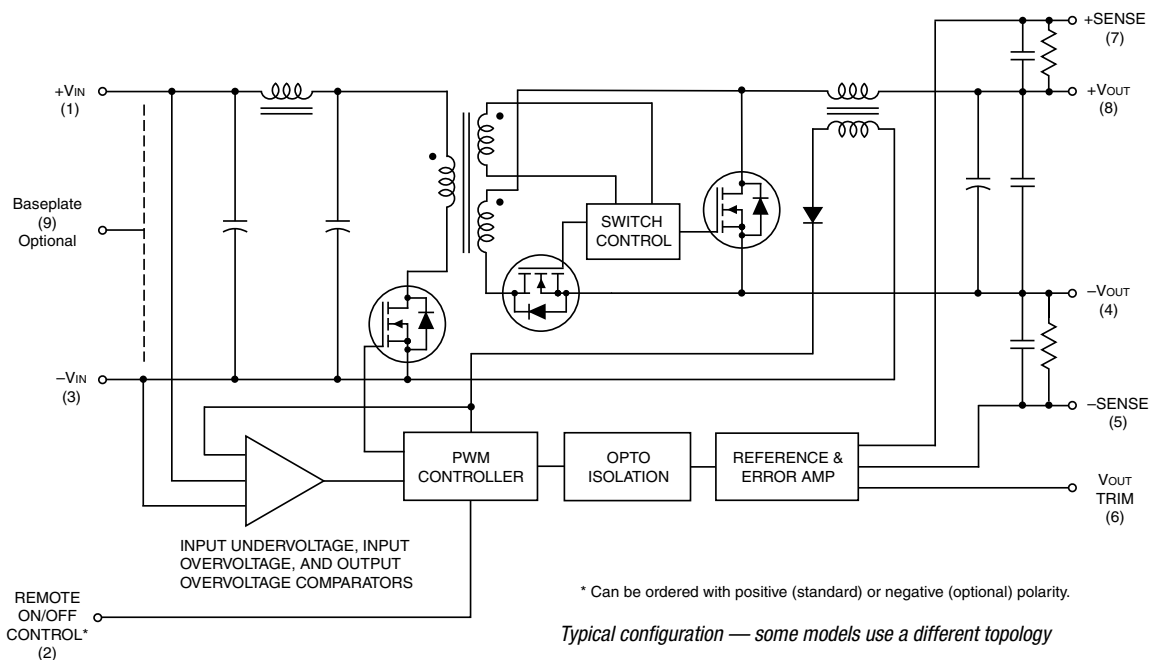 +SENSE
(7)
+VIN
(1)
+VOUT
(8)
Baseplate
(9)
Optional
SWITCH
CONTROL
–VOUT
(4)
–VIN
(3)
–SENSE
(5)
PWM
CONTROLLER
OPTO
ISOLATION
REFERENCE &
ERROR AMP
VOUT
TRIM
(6)
INPUT UNDERVOLTAGE, INPUT
OVERVOLTAGE, AND OUTPUT
OVERVOLTAGE COMPARATORS
REMOTE
ON/OFF
CONTROL*
(2)
* Can be ordered with positive (standard) or negative (optional) polarity.
Typical configuration — some models use a different topology